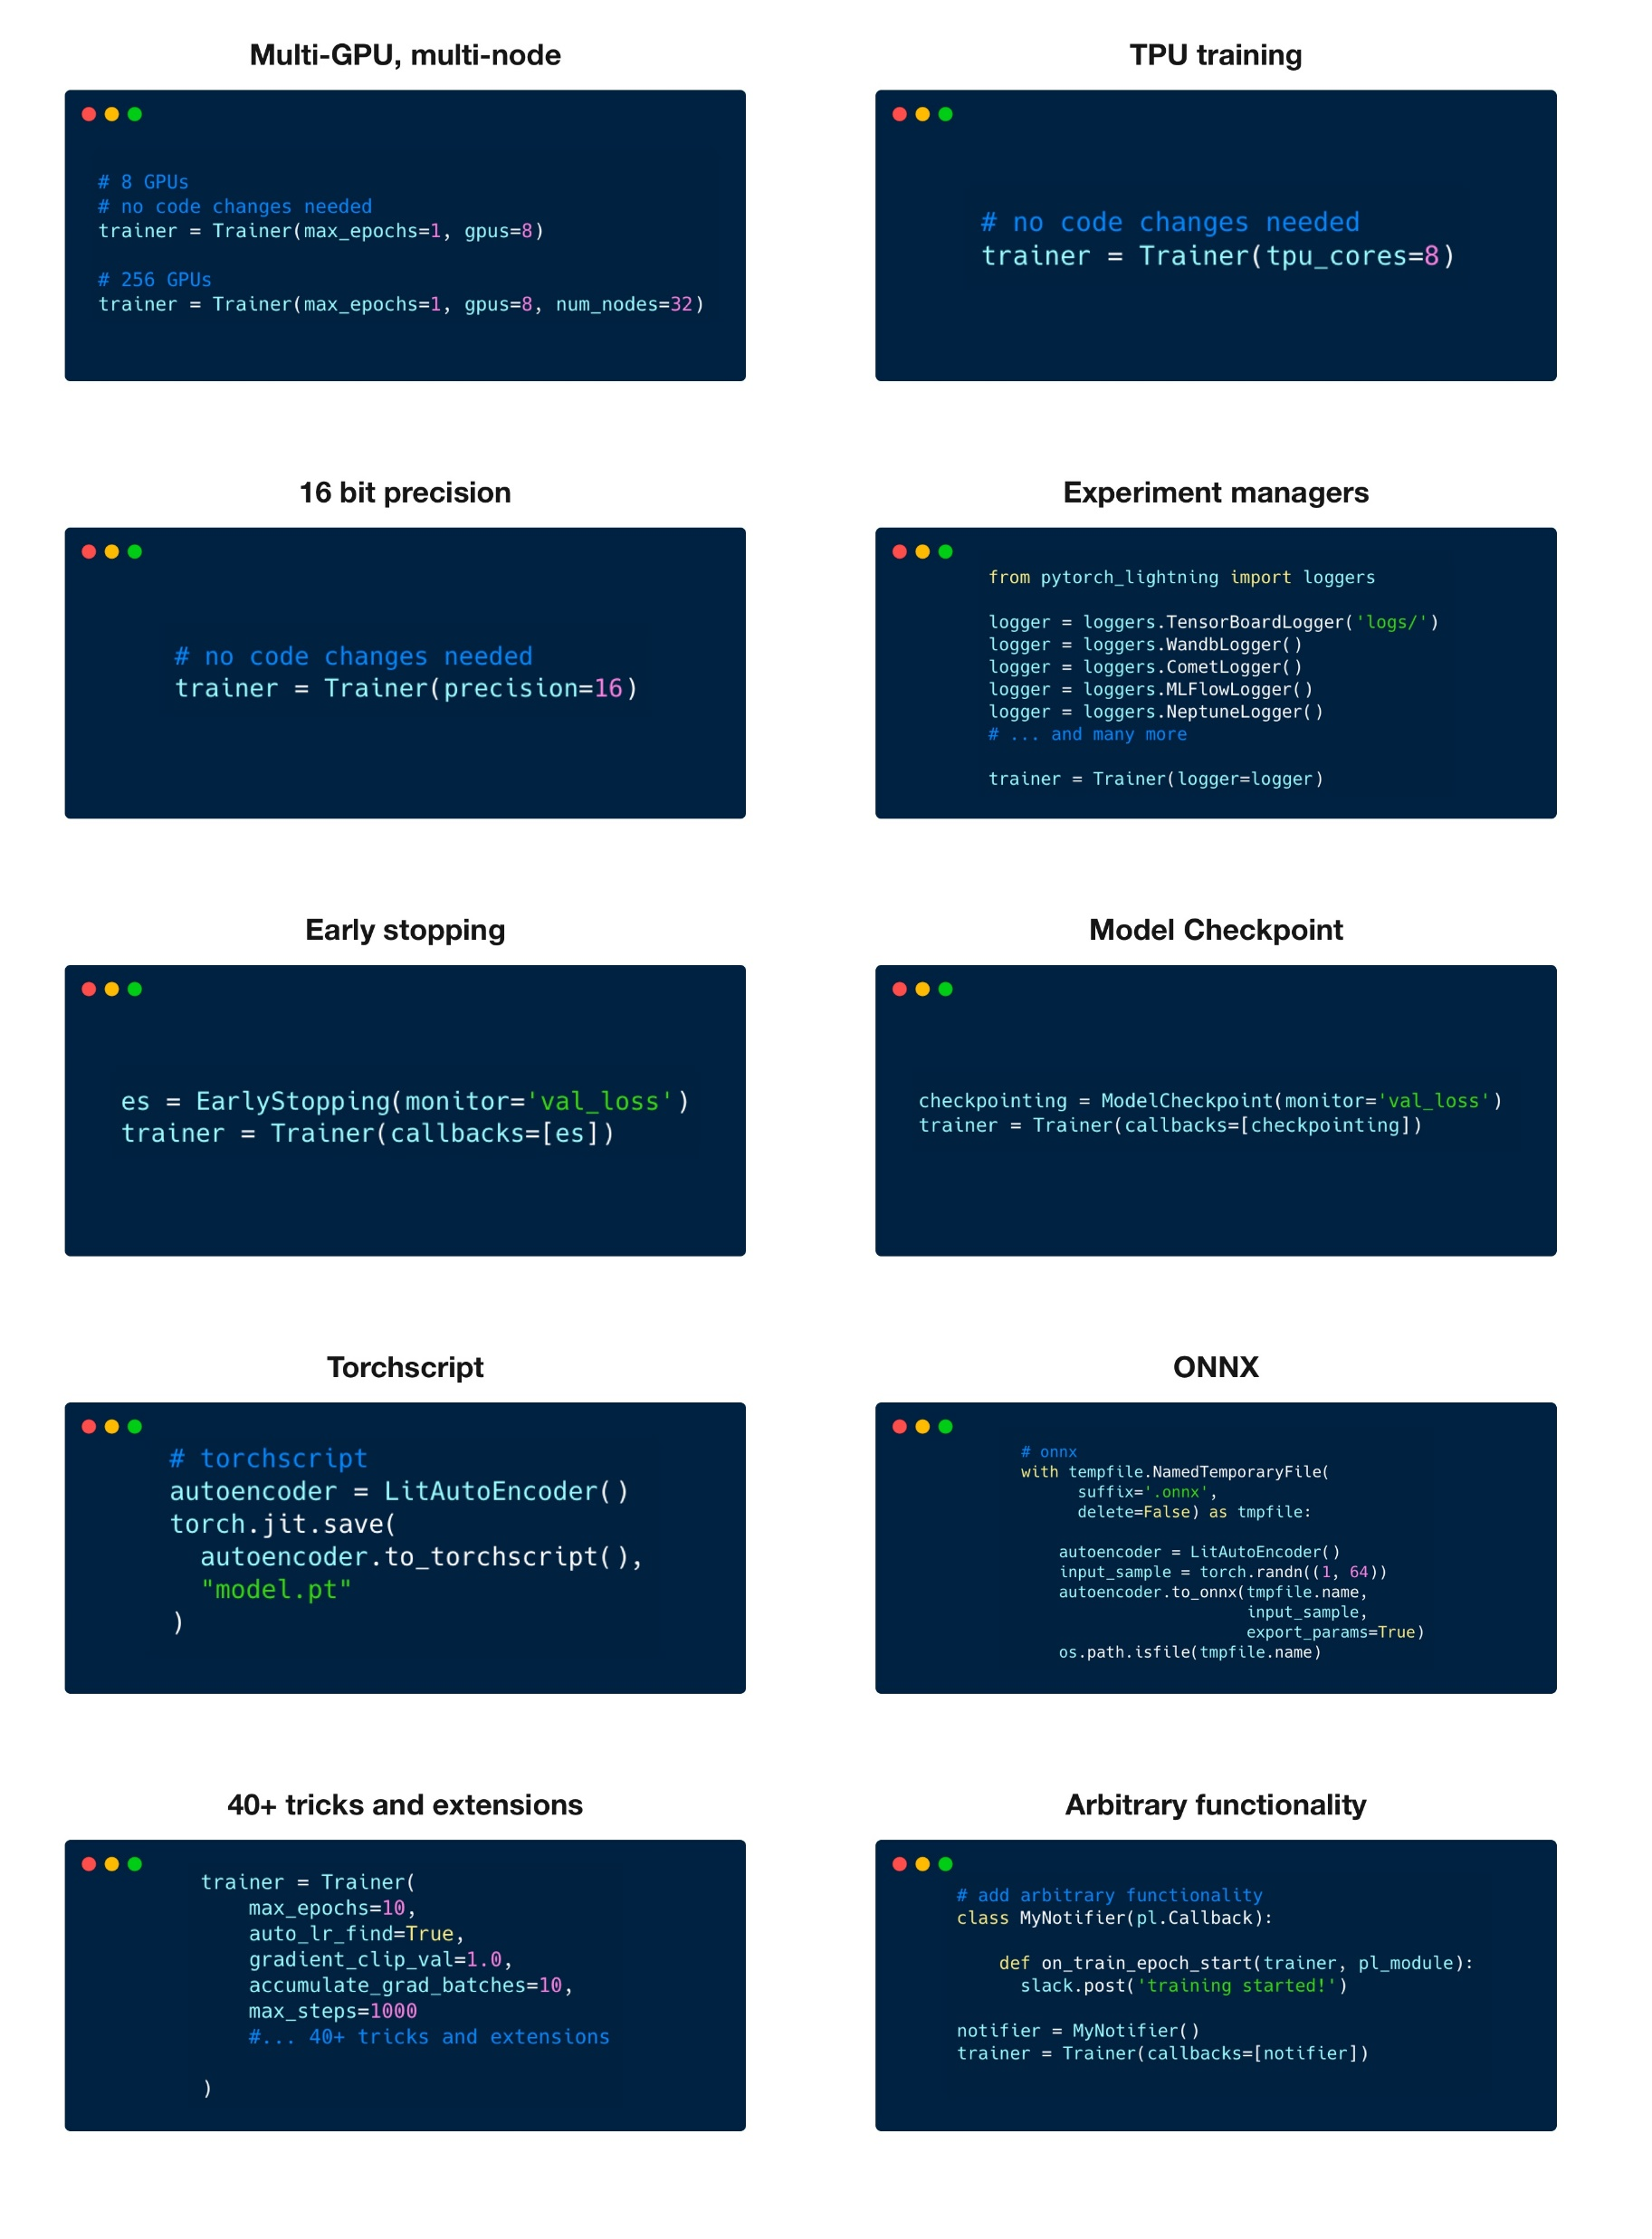 Multi-GPU, multi-node
# 8 GPUs
# no code changes needed
trainer = Trainer(max_epochs=1, gpus=8)
# 256 GPUs
trainer = Trainer(max_epochs=1, gpus=8, num_nodes=32)
TPU training
# no code changes needed
trainer = Trainer(tpu_cores=8)
16 bit precision
# no code changes needed
trainer = Trainer(precision=16)
Experiment managers
from pytorch_lightning import loggers
logger = loggers.TensorBoardLogger('logs/')
logger = loggers.WandbLogger()
logger = loggers.CometLogger()
logger = loggers.MLFlowLogger()
logger = loggers.NeptuneLogger()
# ... and many more
trainer = Trainer(logger=logger)
Early stopping
es = EarlyStopping(monitor='val_loss')
trainer = Trainer(callbacks=[es])
Model Checkpoint
checkpointing = ModelCheckpoint(monitor='val_loss')
trainer = Trainer(callbacks=[checkpointing])
Torchscript
# torchscript
autoencoder = LitAutoEncoder()
torch.jit.save(
  autoencoder.to_torchscript(),
  "model.pt"
)
ONNX
# onnx
with tempfile.NamedTemporaryFile(
      suffix='.onnx',
      delete=False) as tmpfile:
    autoencoder = LitAutoEncoder()
    input_sample = torch.randn((1, 64))
    autoencoder.to_onnx(tmpfile.name,
                        input_sample,
                        export_params=True)
    os.path.isfile(tmpfile.name)
40+ tricks and extensions
trainer = Trainer(
    max_epochs=10,
    auto_lr_find=True,
    gradient_clip_val=1.0,
    accumulate_grad_batches=10,
    max_steps=1000
    #... 40+ tricks and extensions
)
Arbitrary functionality
# add arbitrary functionality
class MyNotifier(pl.Callback):
    def on_train_epoch_start(trainer, pl_module):
      slack.post('training started!')
notifier = MyNotifier()
trainer = Trainer(callbacks=[notifier])